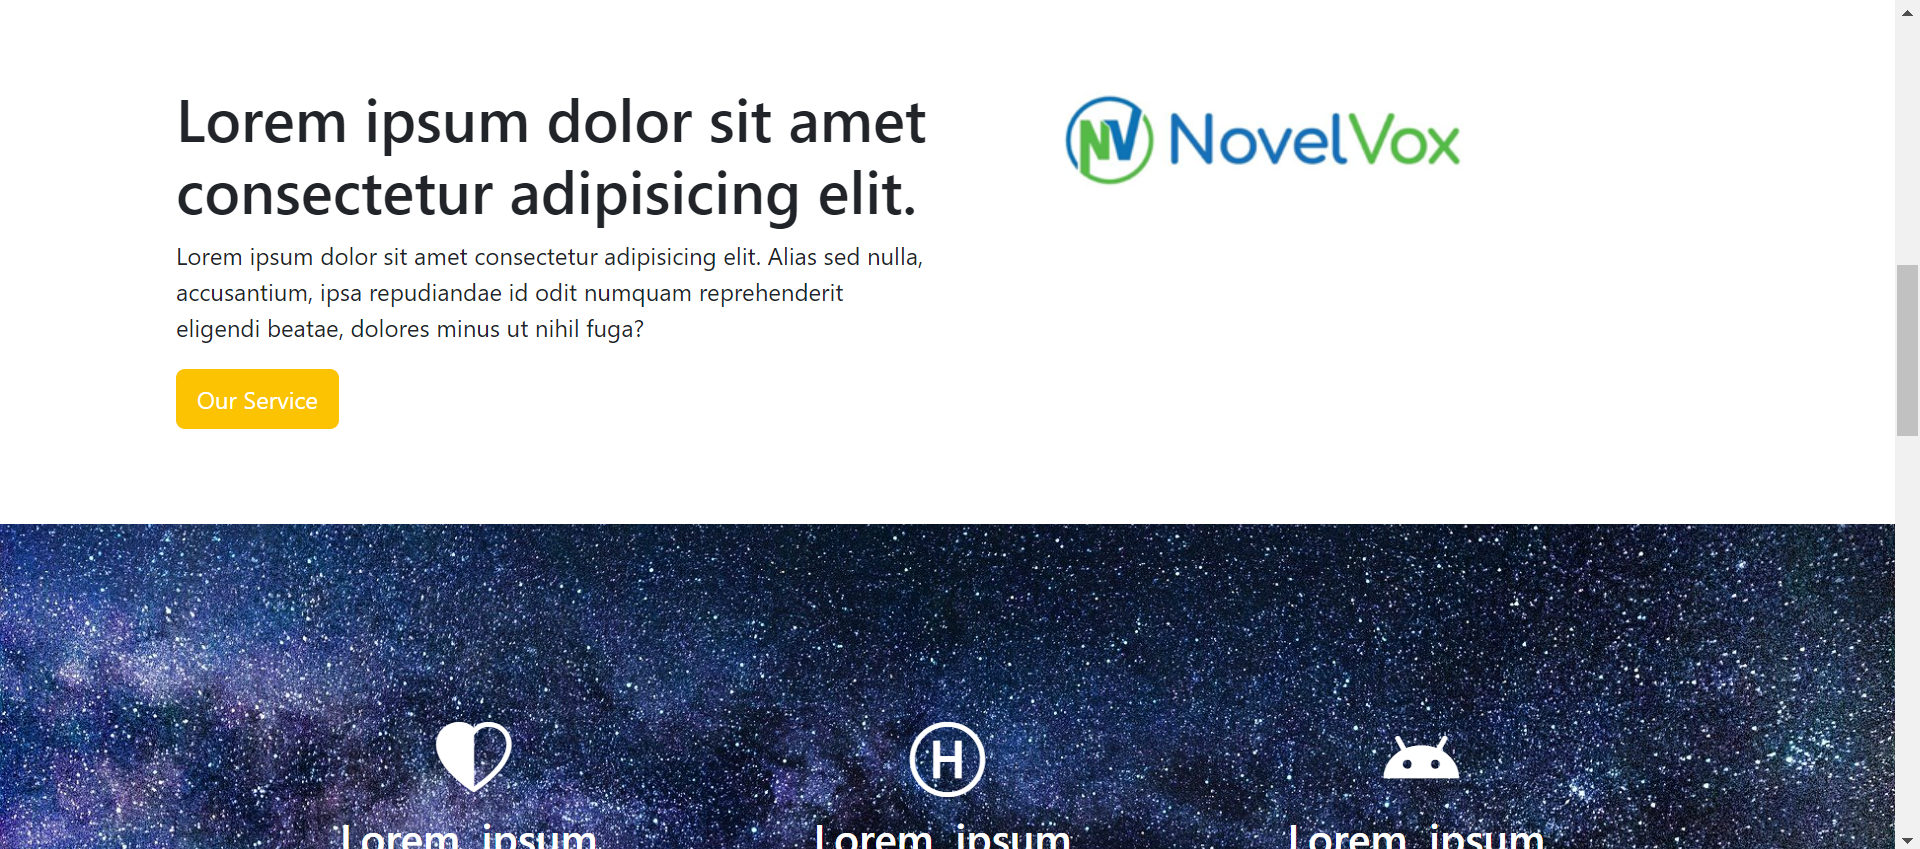 Lorem ipsum dolor sit amet
consectetur adipisicing elit.
Lorem ipsum dolor sit amet consectetur adipisicing elit. Alias sed nulla,
accusantium, ipsa repudiandae id odit numquam reprehenderit
eligendi beatae, dolores minus ut nihil fuga?
Our Service
NV NovelVox
H
Lorem, ipsum Lorem, ipsum Lorem, ipsum